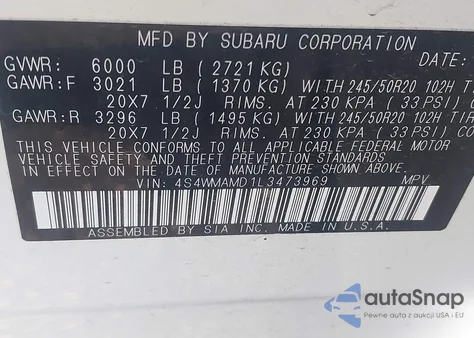 MFD BY SUBARU CORPORATION
GVWR: 6000 LB (2721 KG) DATE:
GAWR:F 3021 LB (1370 KG) WITH 245/50R20 102H
20X7 1/2J RIMS. AT 230 KPA (33 PSI)
GAWR:R 3296 LB (1495 KG) WITH 245/50R20 102H TIR
20X7 1/2J RIMS. AT 230 KPA (33 PSI)
THIS VEHICLE CONFORMS TO ALL APPLICABLE FEDERAL MOTOR
VEHICLE SAFETY, BUMPER, AND THEFT PREVENTION STANDARDS
IN EFFECT ON THE DATE OF MANUFACTURE SHOWN ABOVE.
VIN: 4S4WMAMD1L3473969 MPV
ASSEMBLED BY SIA INC. MADE IN U.S.A.
autoSnap
Pewne auto z aukcji USA i EU